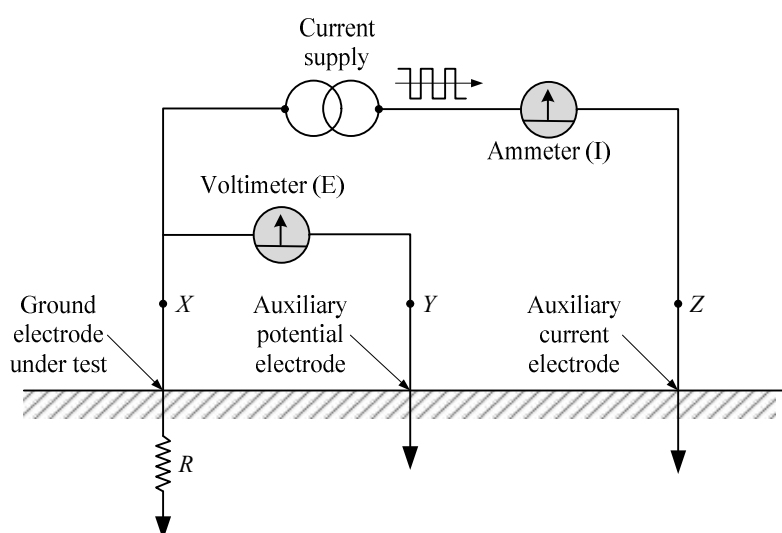 Current
supply
Ammeter (I)
Voltimeter (E)
X
Y
Z
Ground
electrode
under test
Auxiliary
potential
electrode
Auxiliary
current
electrode
R